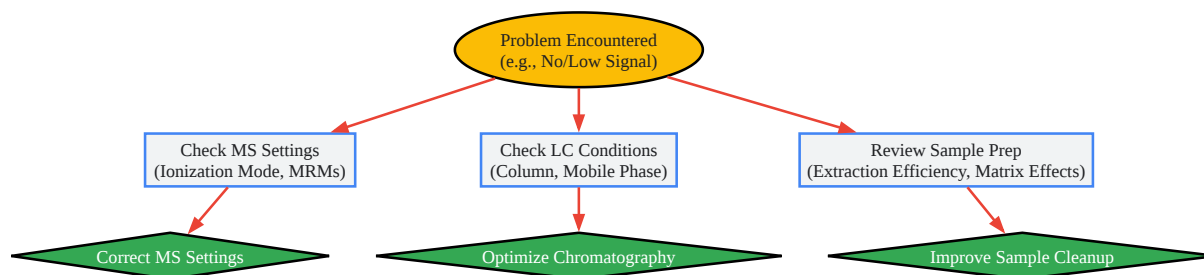 Problem Encountered
(e.g., No/Low Signal)
Check MS Settings
(Ionization Mode, MRMs)
Check LC Conditions
(Column, Mobile Phase)
Review Sample Prep
(Extraction Efficiency, Matrix Effects)
Correct MS Settings
Optimize Chromatography
Improve Sample Cleanup